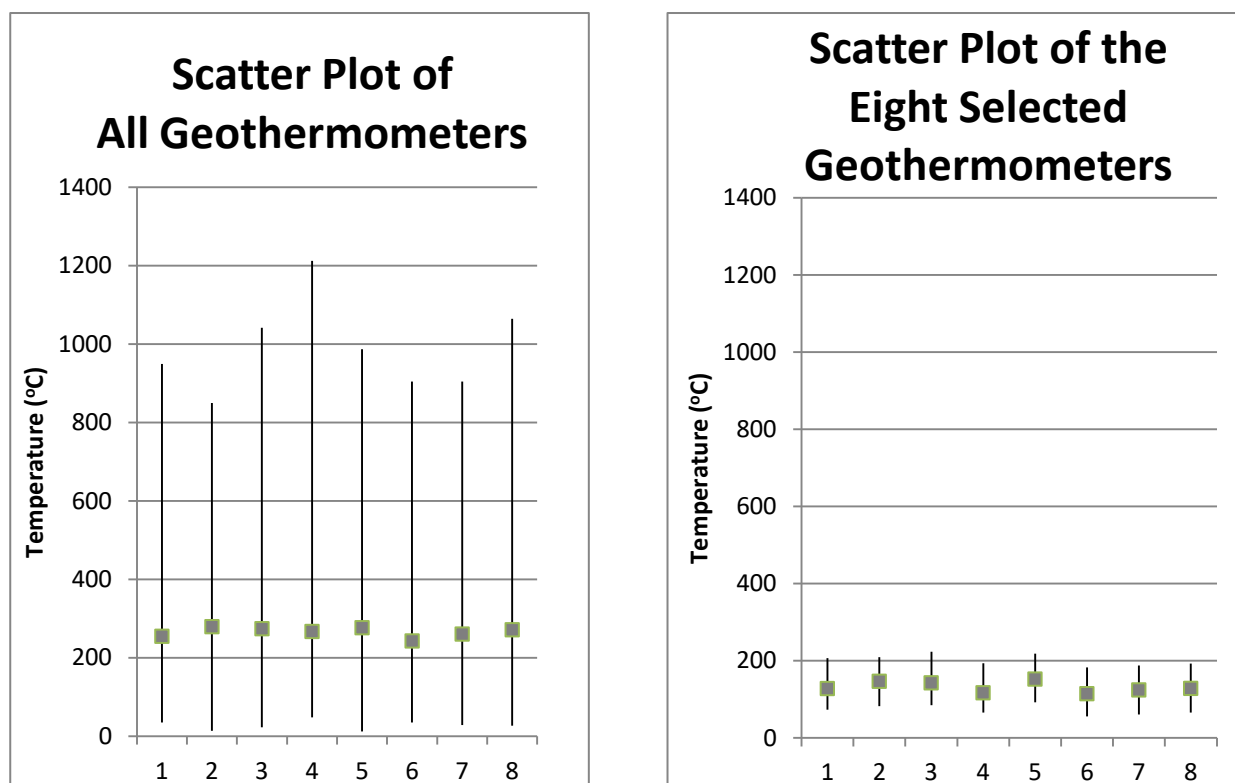 Scatter Plot of
All Geothermometers
1400
1200
1000
800
600
400
200
0
Temperature (ºC)
1 2 3 4 5 6 7 8
Scatter Plot of the
Eight Selected
Geothermometers
1400
1200
1000
800
600
400
200
0
Temperature (ºC)
1 2 3 4 5 6 7 8